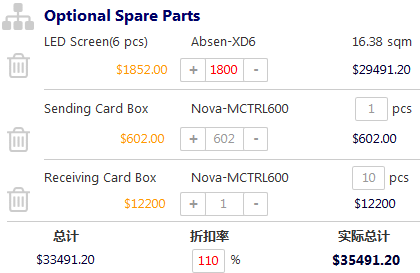 Optional Spare Parts
LED Screen(6 pcs) Absen-XD6 16.38 sqm
$1852.00 + 1800 - $29491.20
Sending Card Box Nova-MCTRL600 1 pcs
$602.00 + 602 - $602.00
Receiving Card Box Nova-MCTRL600 10 pcs
$12200 + 1 - $12200
总计 折扣率 实际总计
$33491.20 110 % $35491.20